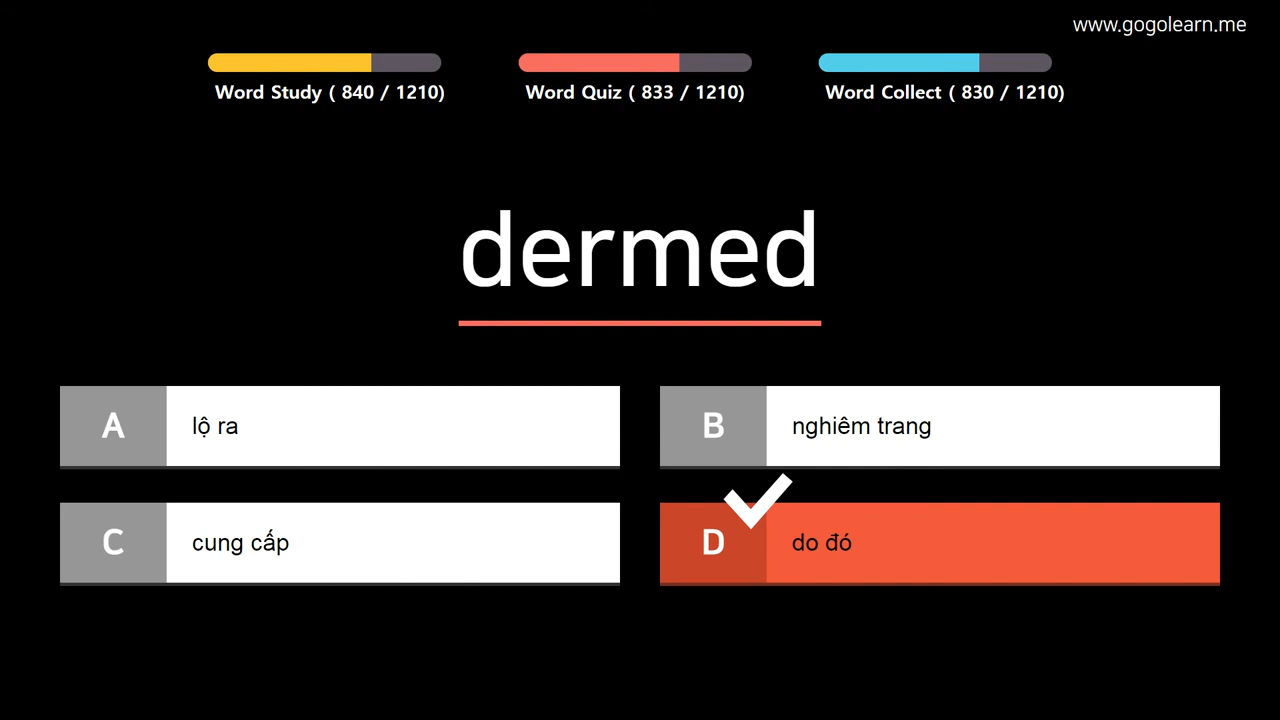 www.gogolearn.me
Word Study ( 840 / 1210)
Word Quiz ( 833 / 1210)
Word Collect ( 830 / 1210)
dermed
A
lộ ra
B
nghiêm trang
C
cung cấp
D
do đó